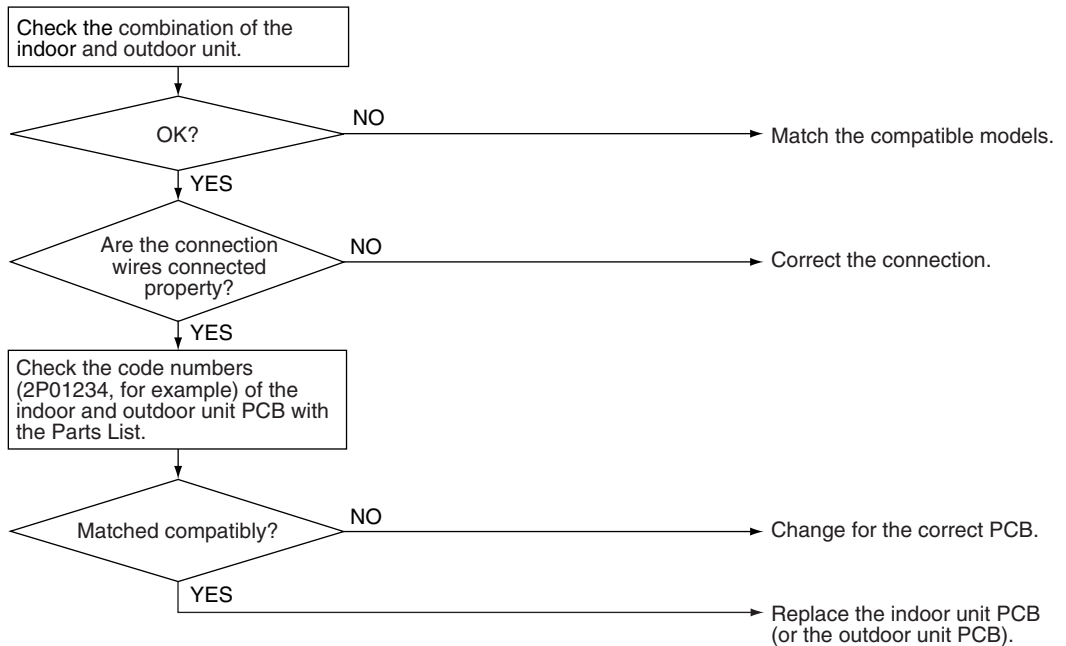 Check the combination of the
indoor and outdoor unit.
OK?
NO
Match the compatible models.
YES
Are the connection
wires connected
property?
NO
Correct the connection.
YES
Check the code numbers
(2P01234, for example) of the
indoor and outdoor unit PCB with
the Parts List.
Matched compatibly?
NO
Change for the correct PCB.
YES
Replace the indoor unit PCB
(or the outdoor unit PCB).